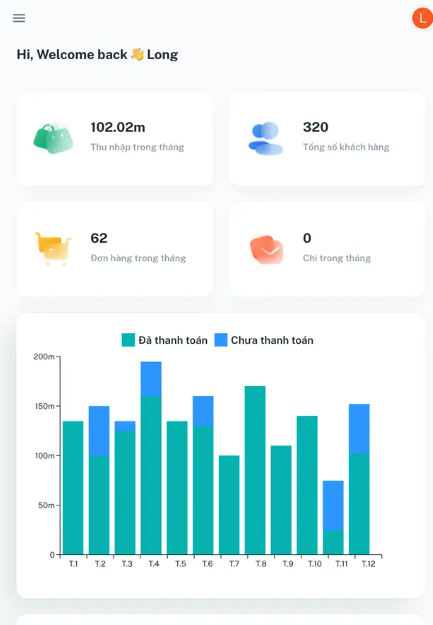 L
Hi, Welcome back 👋 Long
102.02m
Thu nhập trong tháng
320
Tổng số khách hàng
62
Đơn hàng trong tháng
0
Chi trong tháng
Đã thanh toán Chưa thanh toán
200m
150m
100m
50m
0
T.1 T.2 T.3 T.4 T.5 T.6 T.7 T.8 T.9 T.10 T.11 T.12